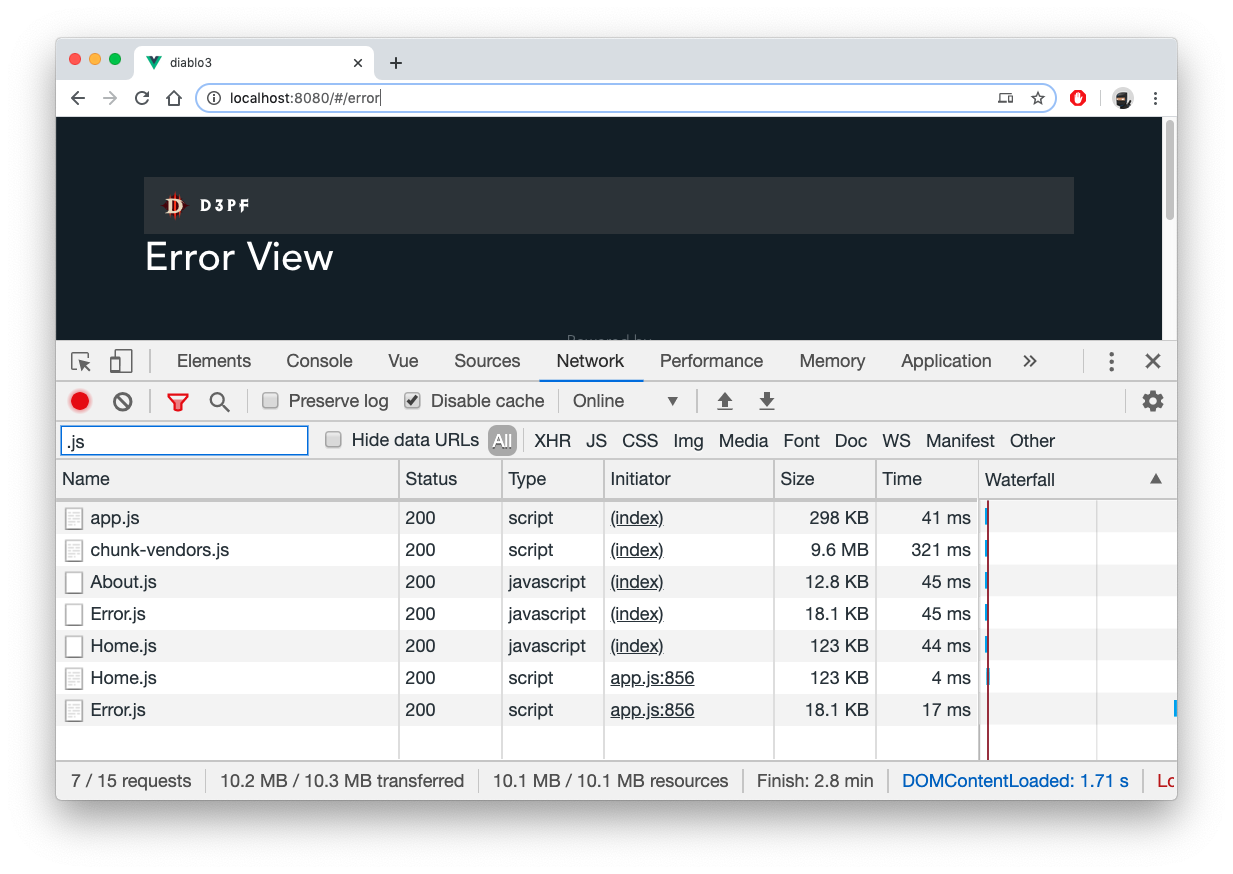 diablo3
localhost:8080/#/error
D3PF
Error View
Powered by
Elements Console Vue Sources Network Performance Memory Application
Preserve log Disable cache Online
.js Hide data URLs All XHR JS CSS Img Media Font Doc WS Manifest Other
Name Status Type Initiator Size Time Waterfall
app.js 200 script (index) 298 KB 41 ms
chunk-vendors.js 200 script (index) 9.6 MB 321 ms
About.js 200 javascript (index) 12.8 KB 45 ms
Error.js 200 javascript (index) 18.1 KB 45 ms
Home.js 200 javascript (index) 123 KB 44 ms
Home.js 200 script app.js:856 123 KB 4 ms
Error.js 200 script app.js:856 18.1 KB 17 ms
7 / 15 requests 10.2 MB / 10.3 MB transferred 10.1 MB / 10.1 MB resources Finish: 2.8 min DOMContentLoaded: 1.71 s